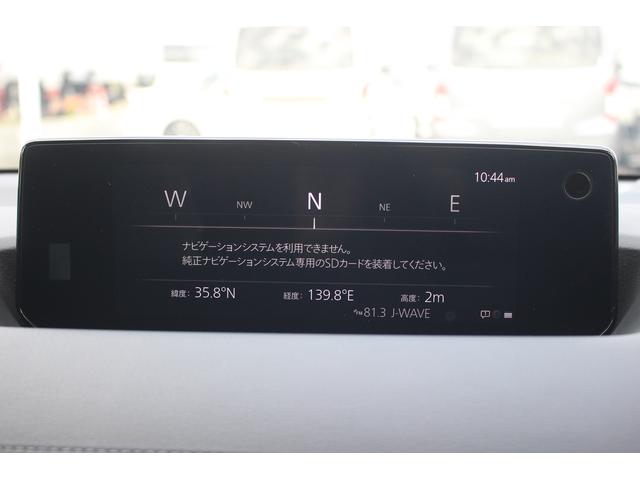 10:44am
W NW N NE E
ナビゲーションシステムを利用できません。
純正ナビゲーションシステム専用のSDカードを装着してください。
緯度: 35.8°N 経度: 139.8°E 高度: 2m
FM 81.3 J-WAVE